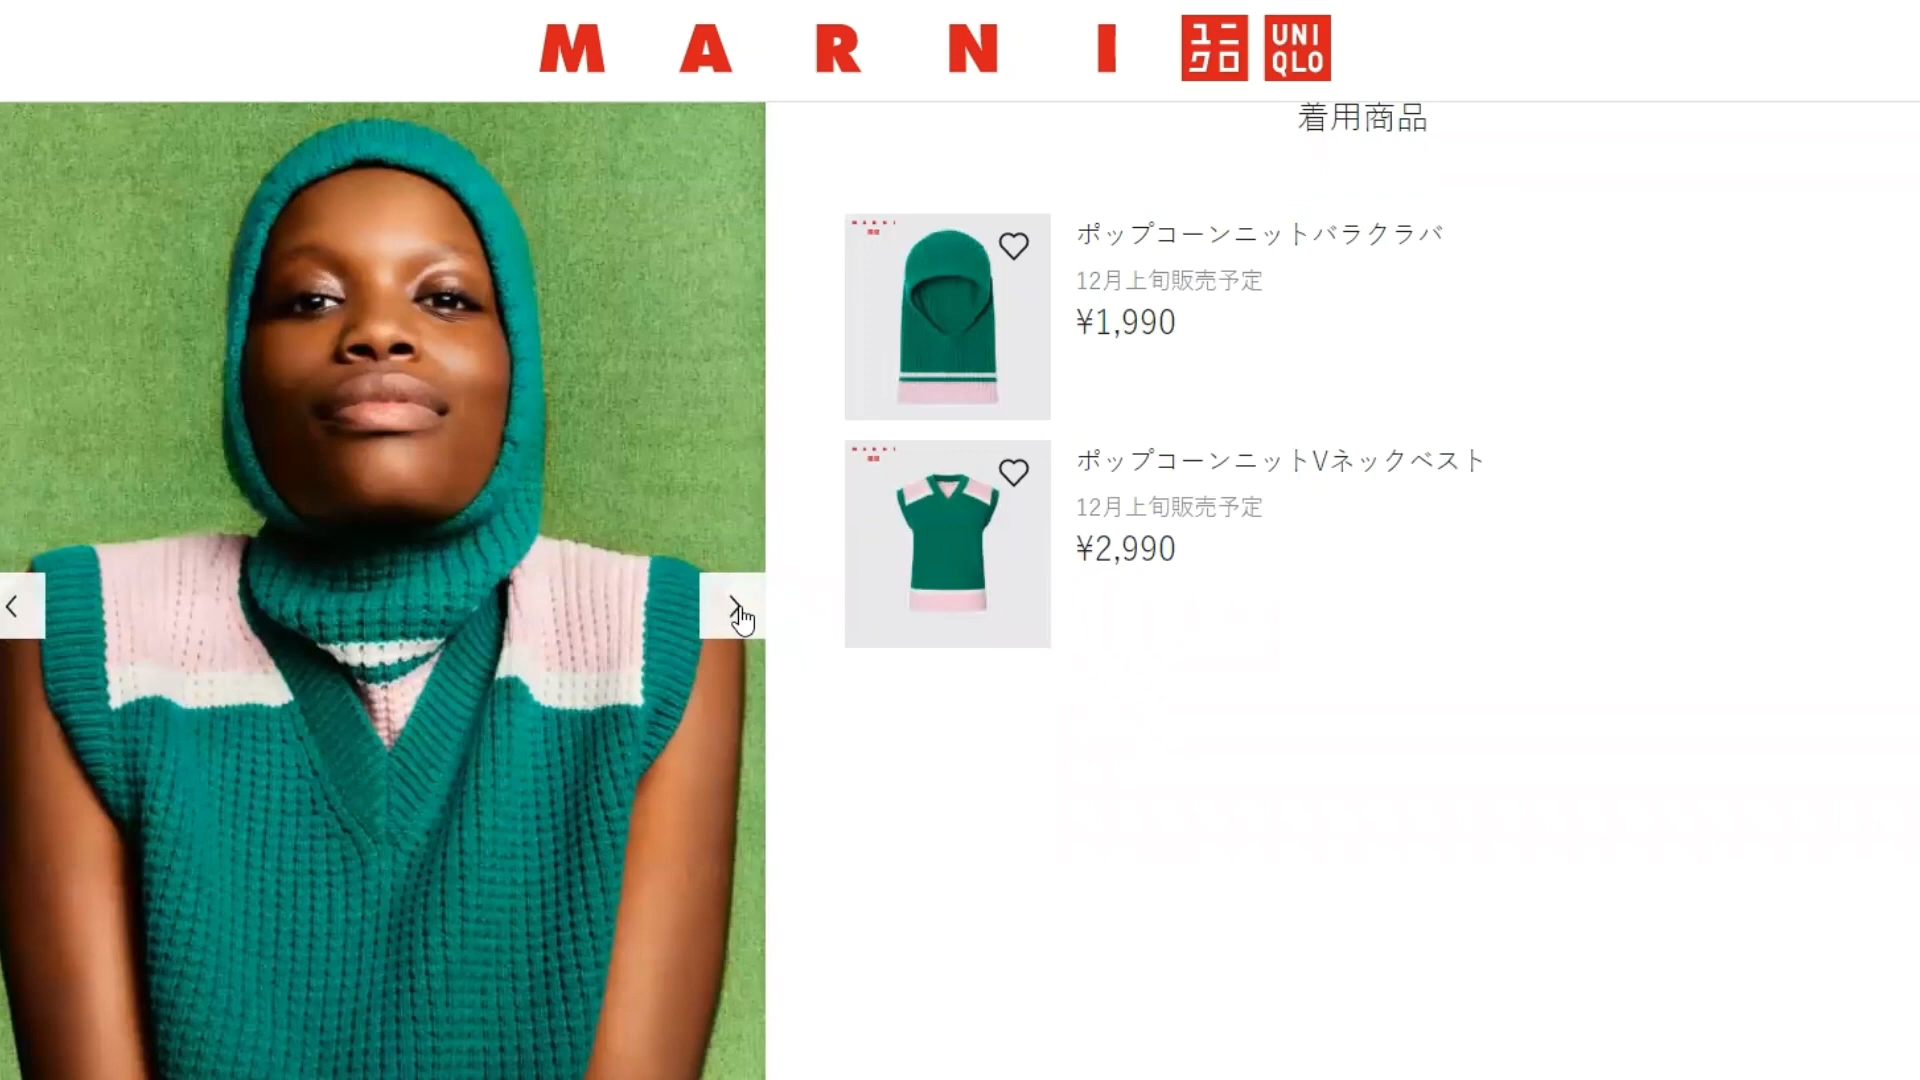 MARNI ユニクロ UNIQLO
着用商品
MARNI
ポップコーンニットバラクラバ
12月上旬販売予定
¥1,990
MARNI
ポップコーンニットVネックベスト
12月上旬販売予定
¥2,990